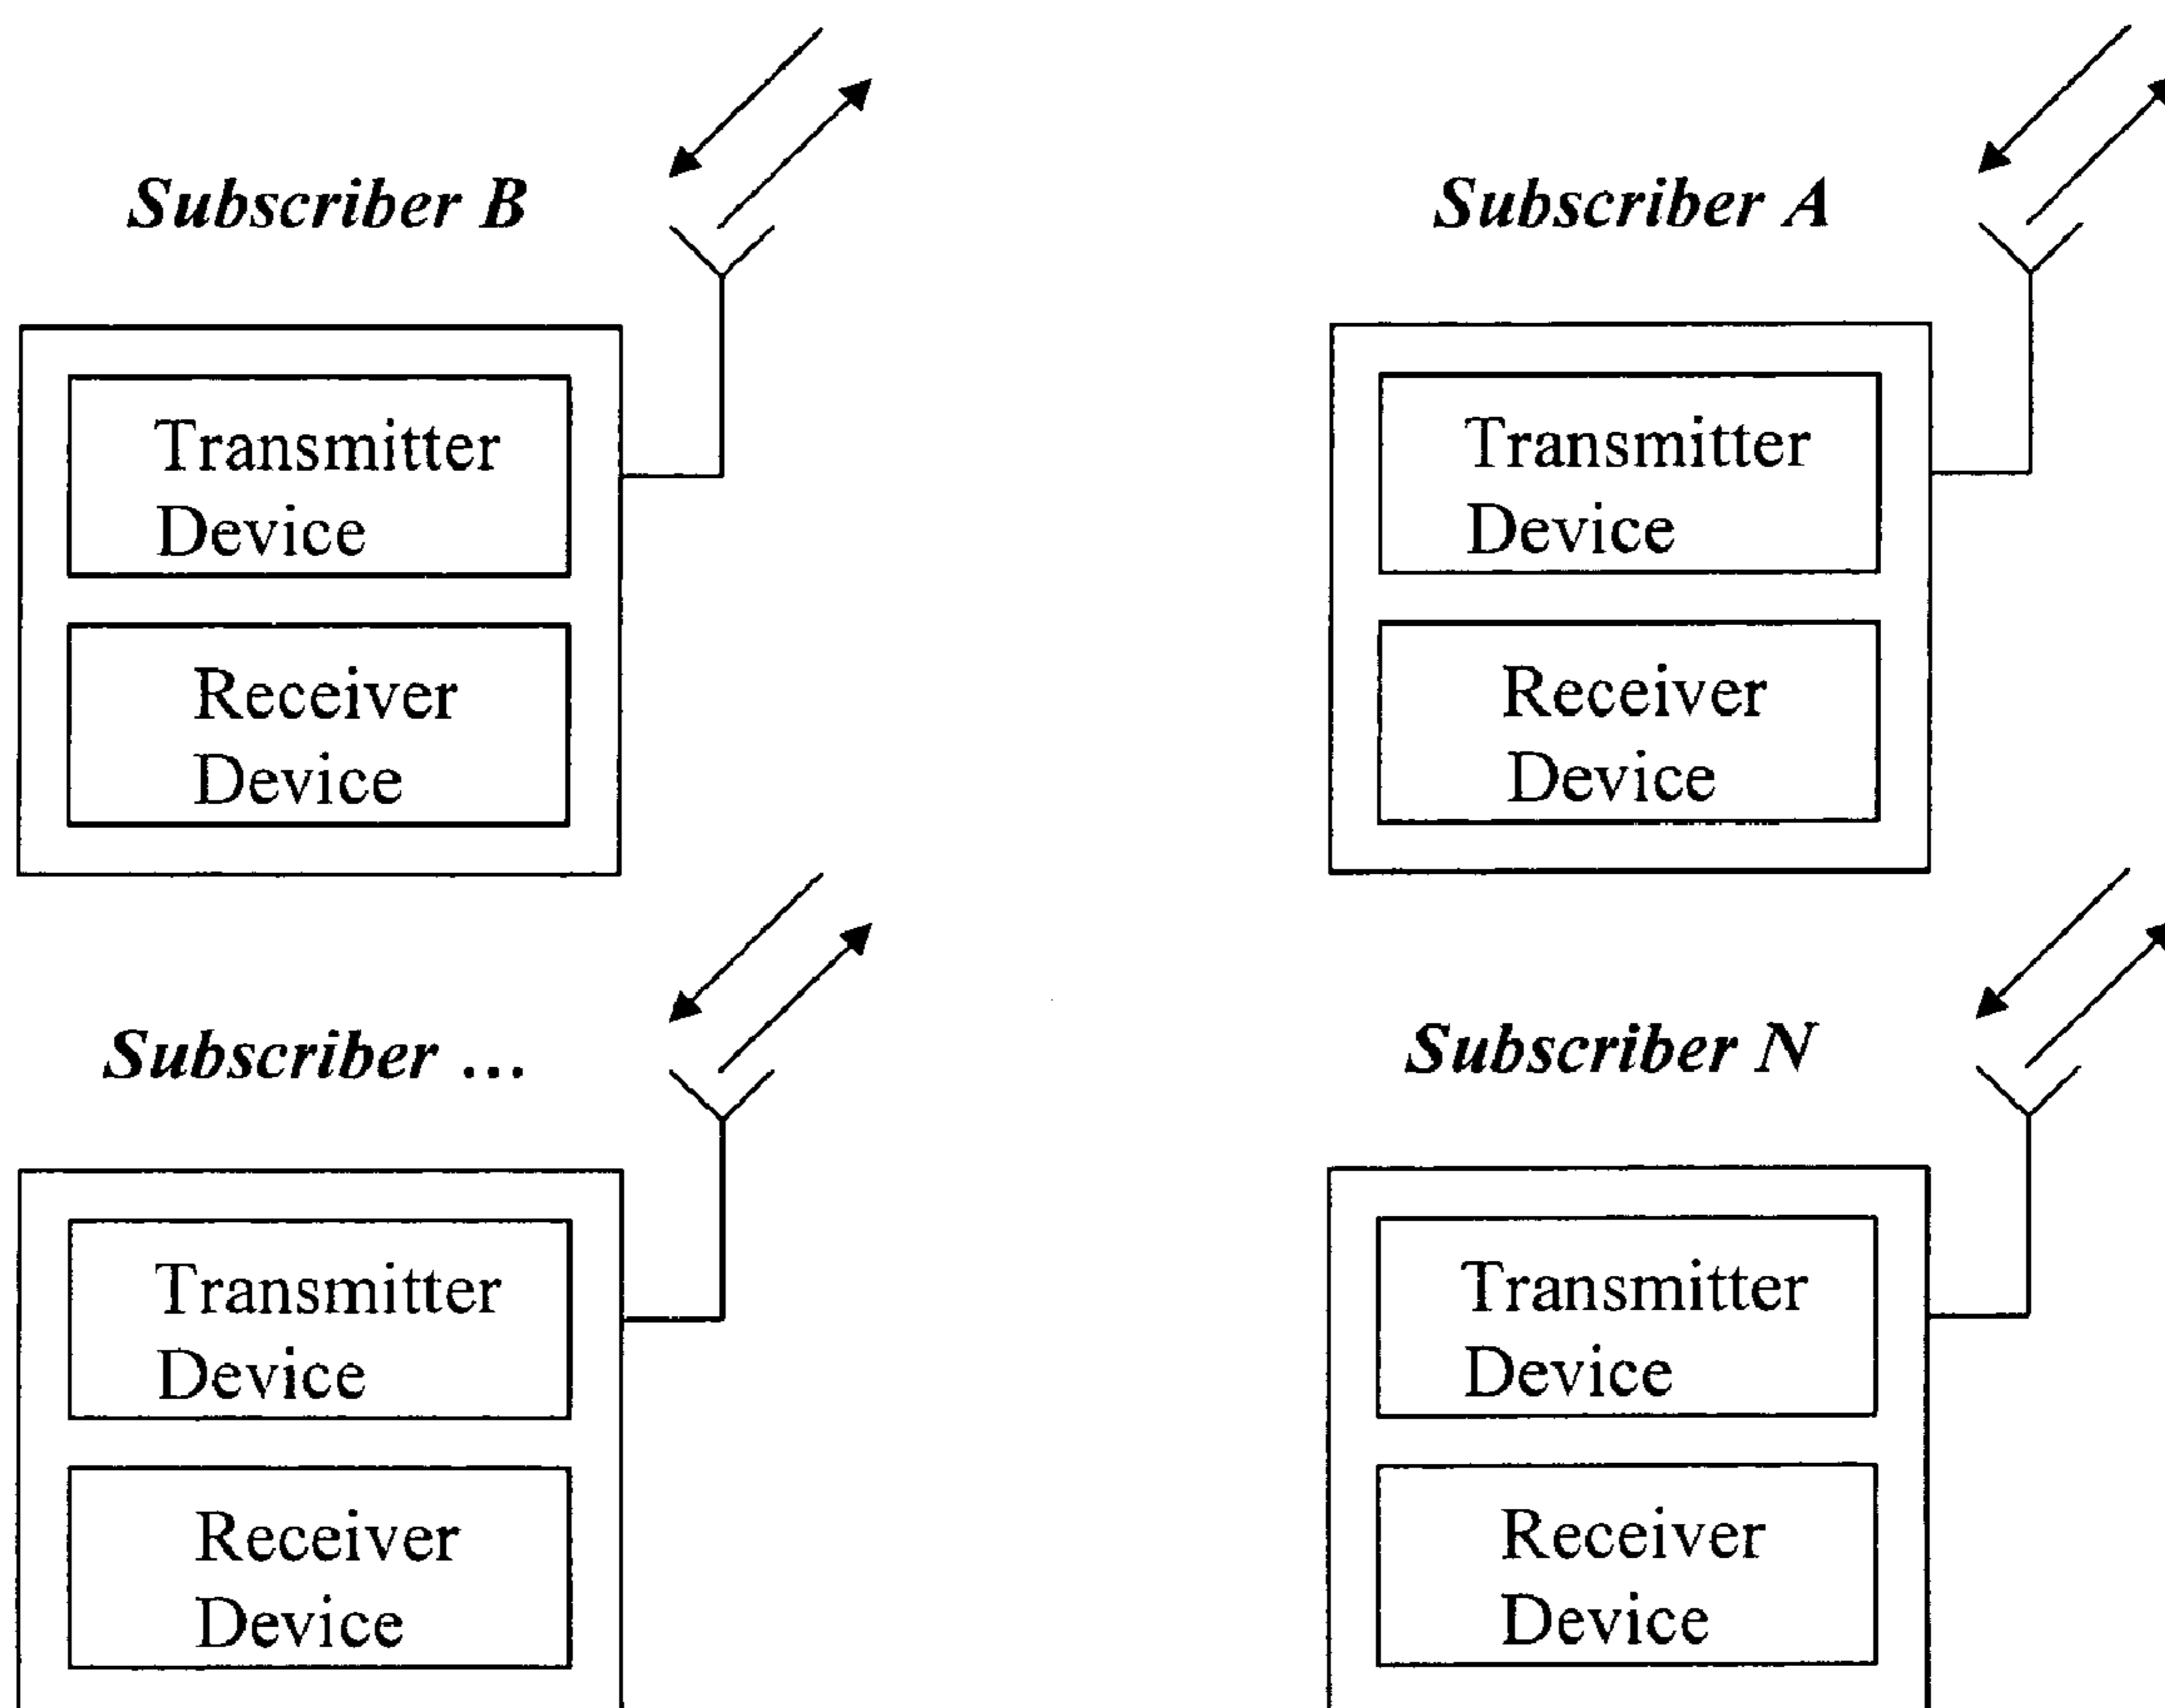 Subscriber B
Transmitter
Device
Receiver
Device
Subscriber A
Transmitter
Device
Receiver
Device
Subscriber ...
Transmitter
Device
Receiver
Device
Subscriber N
Transmitter
Device
Receiver
Device